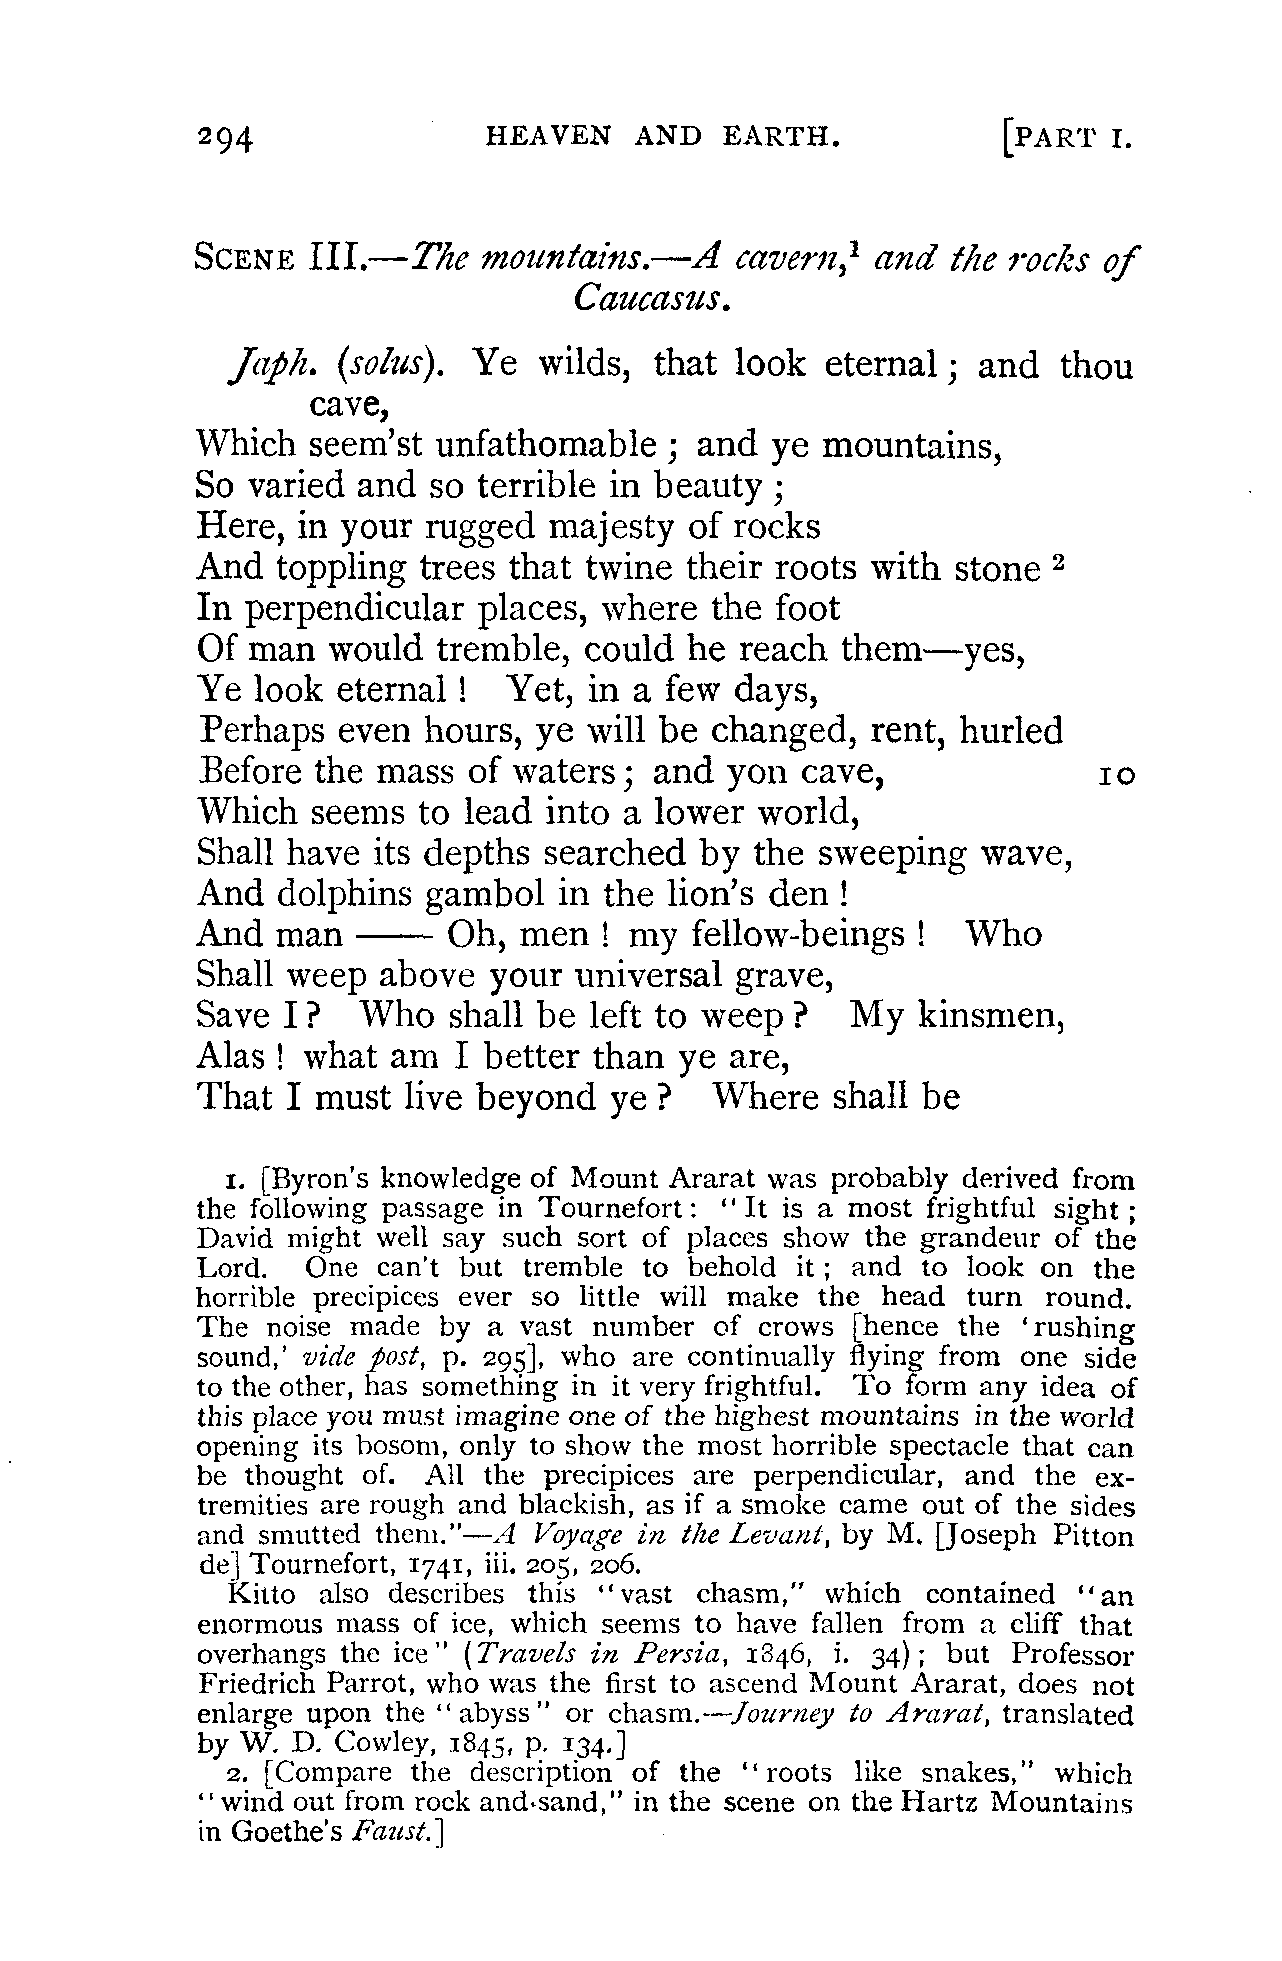 294 HEAVEN AND EARTH. [PART I.
SCENE III.—The mountains.—A cavern,¹ and the rocks of
Caucasus.
Japh. (solus). Ye wilds, that look eternal; and thou
cave,
Which seem'st unfathomable; and ye mountains,
So varied and so terrible in beauty;
Here, in your rugged majesty of rocks
And toppling trees that twine their roots with stone ²
In perpendicular places, where the foot
Of man would tremble, could he reach them—yes,
Ye look eternal! Yet, in a few days,
Perhaps even hours, ye will be changed, rent, hurled
Before the mass of waters; and yon cave, 10
Which seems to lead into a lower world,
Shall have its depths searched by the sweeping wave,
And dolphins gambol in the lion's den!
And man —— Oh, men! my fellow-beings! Who
Shall weep above your universal grave,
Save I? Who shall be left to weep? My kinsmen,
Alas! what am I better than ye are,
That I must live beyond ye? Where shall be
1. [Byron's knowledge of Mount Ararat was probably derived from
the following passage in Tournefort: "It is a most frightful sight;
David might well say such sort of places show the grandeur of the
Lord. One can't but tremble to behold it; and to look on the
horrible precipices ever so little will make the head turn round.
The noise made by a vast number of crows [hence the 'rushing
sound,' vide post, p. 295], who are continually flying from one side
to the other, has something in it very frightful. To form any idea of
this place you must imagine one of the highest mountains in the world
opening its bosom, only to show the most horrible spectacle that can
be thought of. All the precipices are perpendicular, and the ex-
tremities are rough and blackish, as if a smoke came out of the sides
and smutted them."—A Voyage in the Levant, by M. [Joseph Pitton
de] Tournefort, 1741, iii. 205, 206.
Kitto also describes this "vast chasm," which contained "an
enormous mass of ice, which seems to have fallen from a cliff that
overhangs the ice" (Travels in Persia, 1846, i. 34); but Professor
Friedrich Parrot, who was the first to ascend Mount Ararat, does not
enlarge upon the "abyss" or chasm.—Journey to Ararat, translated
by W. D. Cowley, 1845, p. 134.]
2. [Compare the description of the "roots like snakes," which
"wind out from rock and sand," in the scene on the Hartz Mountains
in Goethe's Faust.]